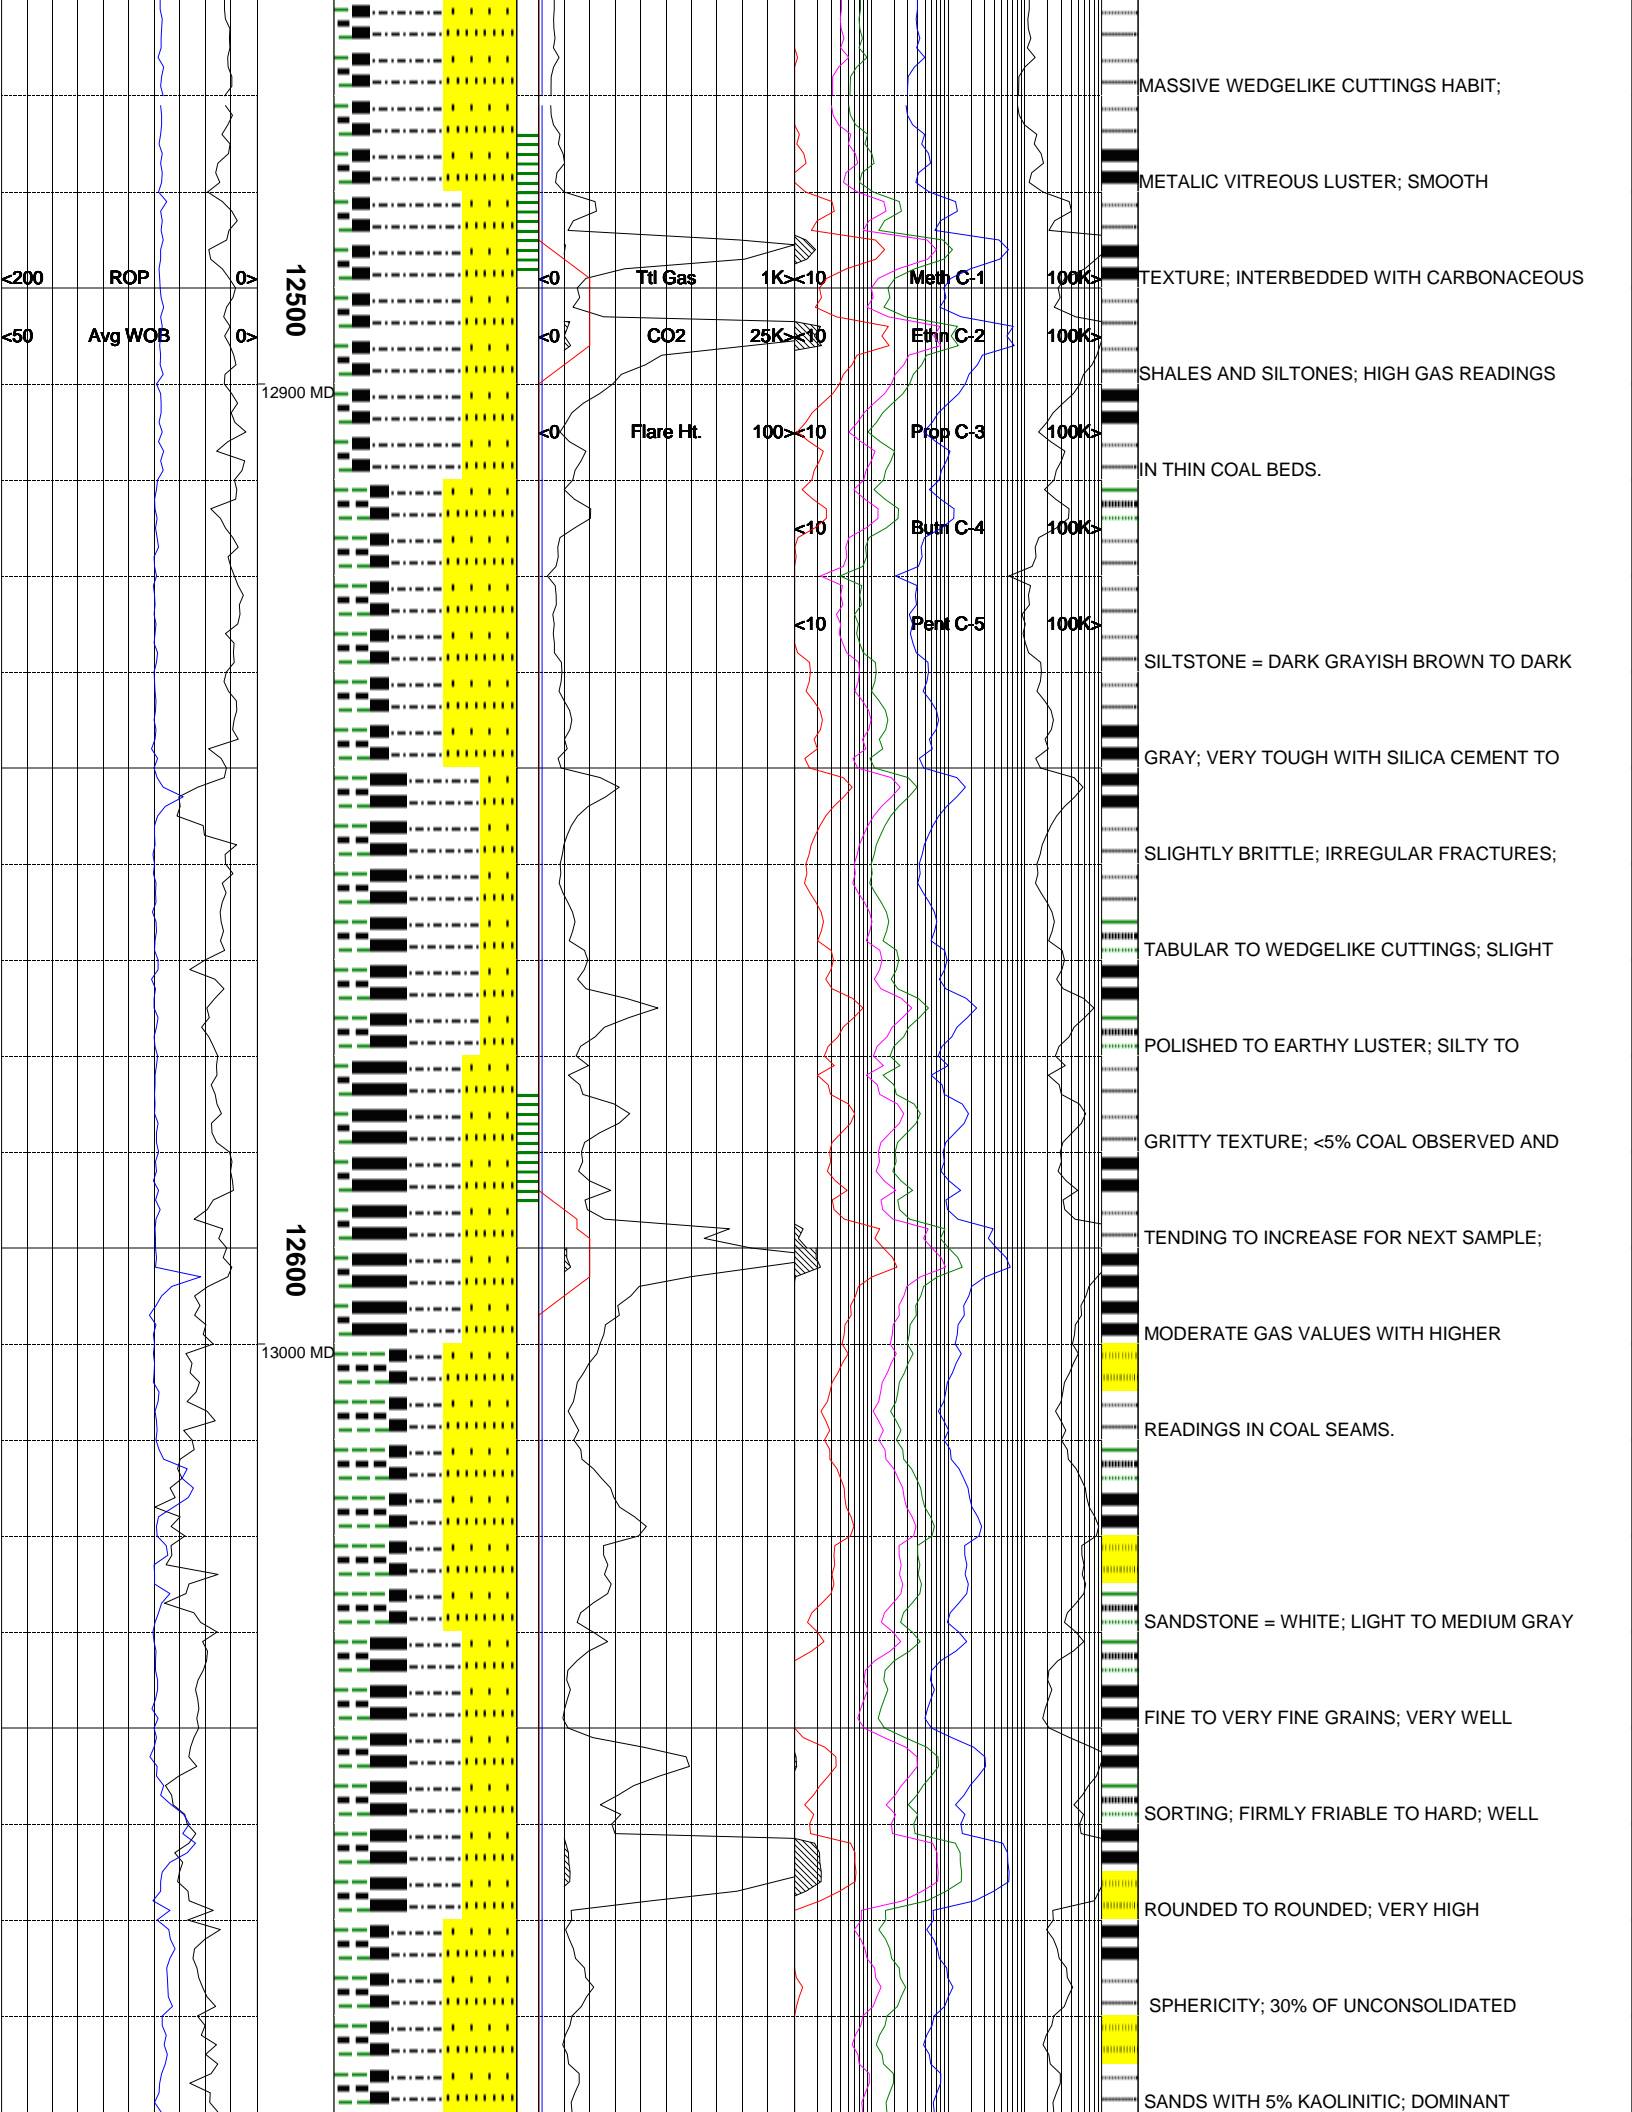 MASSIVE WEDGELIKE CUTTINGS HABIT;
METALIC VITREOUS LUSTER; SMOOTH
<200 ROP 0> 12500 <0 Ttl Gas 1K> <10 Meth C-1 100K> TEXTURE; INTERBEDDED WITH CARBONACEOUS
<50 Avg WOB 0> <0 CO2 25K> <10 Ethn C-2 100K>
SHALES AND SILTONES; HIGH GAS READINGS
12900 MD
<0 Flare Ht. 100> <10 Prop C-3 100K>
IN THIN COAL BEDS.
<10 Butn C-4 100K>
<10 Pent C-5 100K>
SILTSTONE = DARK GRAYISH BROWN TO DARK
GRAY; VERY TOUGH WITH SILICA CEMENT TO
SLIGHTLY BRITTLE; IRREGULAR FRACTURES;
TABULAR TO WEDGELIKE CUTTINGS; SLIGHT
POLISHED TO EARTHY LUSTER; SILTY TO
GRITTY TEXTURE; <5% COAL OBSERVED AND
12600 TENDING TO INCREASE FOR NEXT SAMPLE;
MODERATE GAS VALUES WITH HIGHER
13000 MD
READINGS IN COAL SEAMS.
SANDSTONE = WHITE; LIGHT TO MEDIUM GRAY
FINE TO VERY FINE GRAINS; VERY WELL
SORTING; FIRMLY FRIABLE TO HARD; WELL
ROUNDED TO ROUNDED; VERY HIGH
SPHERICITY; 30% OF UNCONSOLIDATED
SANDS WITH 5% KAOLINITIC; DOMINANT